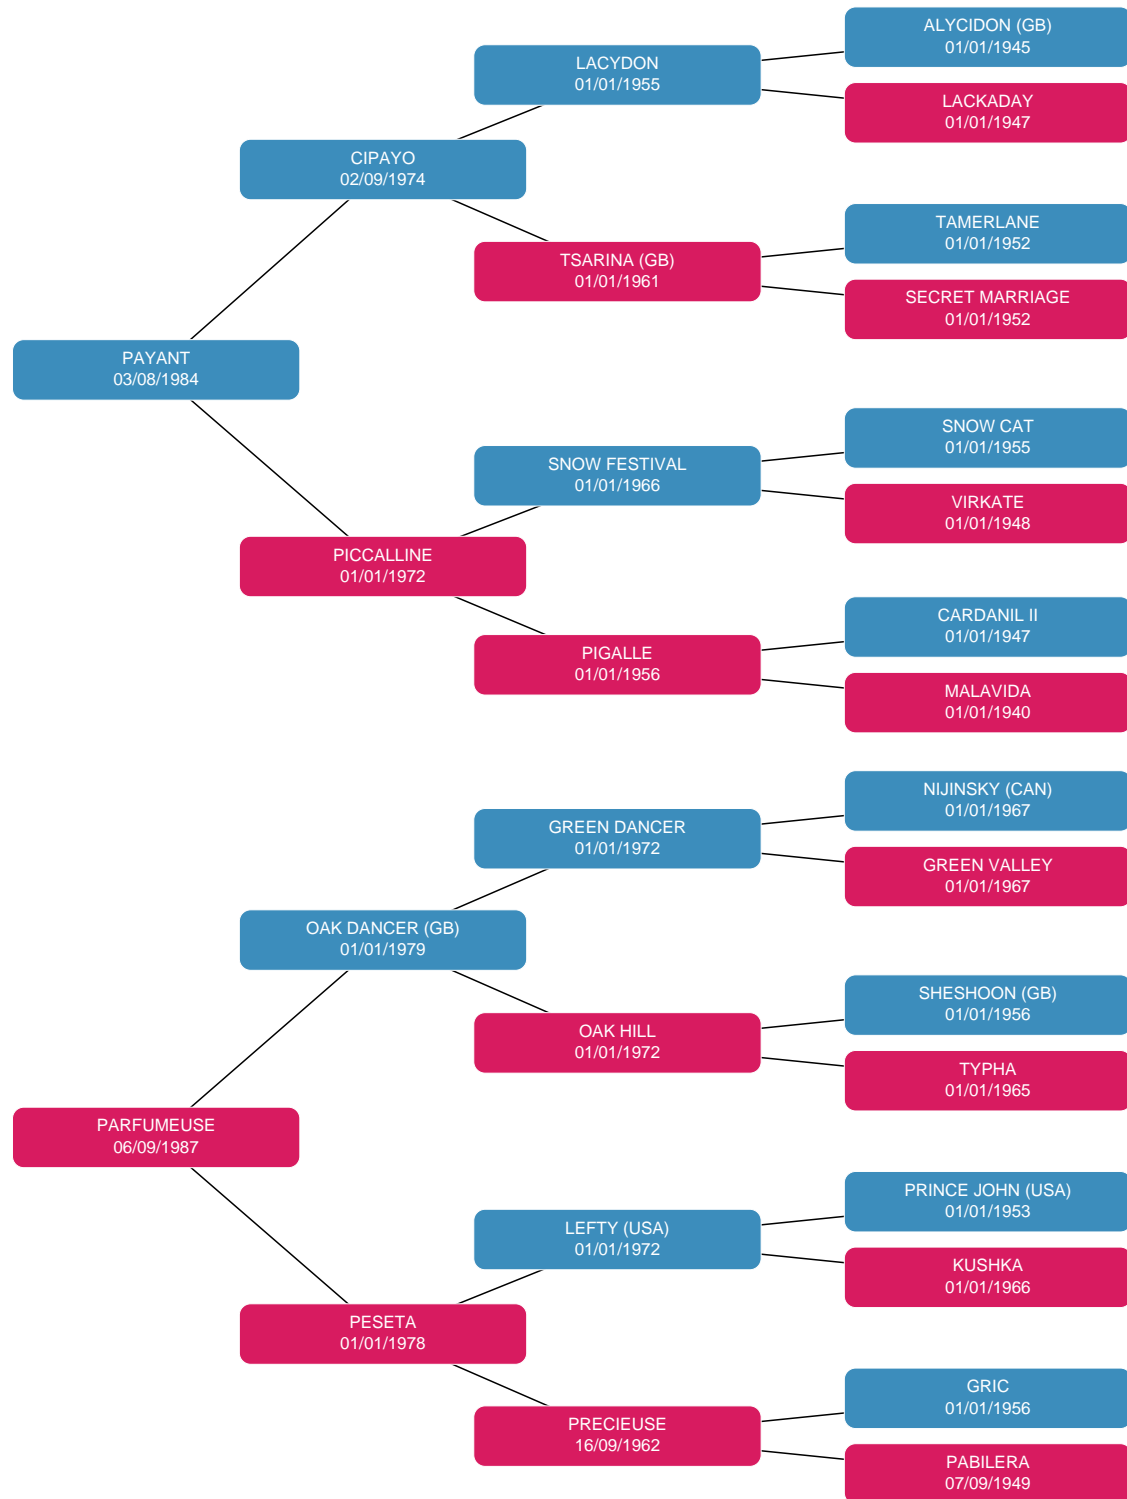 ALYCIDON (GB)
01/01/1945
LACYDON
01/01/1955
LACKADAY
01/01/1947
CIPAYO
02/09/1974
TAMERLANE
01/01/1952
TSARINA (GB)
01/01/1961
SECRET MARRIAGE
01/01/1952
PAYANT
03/08/1984
SNOW CAT
01/01/1955
SNOW FESTIVAL
01/01/1966
VIRKATE
01/01/1948
PICCALLINE
01/01/1972
CARDANIL II
01/01/1947
PIGALLE
01/01/1956
MALAVIDA
01/01/1940
NIJINSKY (CAN)
01/01/1967
GREEN DANCER
01/01/1972
GREEN VALLEY
01/01/1967
OAK DANCER (GB)
01/01/1979
SHESHOON (GB)
01/01/1956
OAK HILL
01/01/1972
TYPHA
01/01/1965
PARFUMEUSE
06/09/1987
PRINCE JOHN (USA)
01/01/1953
LEFTY (USA)
01/01/1972
KUSHKA
01/01/1966
PESETA
01/01/1978
GRIC
01/01/1956
PRECIEUSE
16/09/1962
PABILERA
07/09/1949